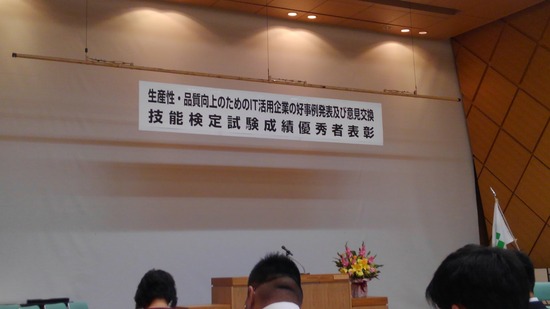 生産性・品質向上のためのIT活用企業の好事例発表及び意見交換
技能検定試験成績優秀者表彰